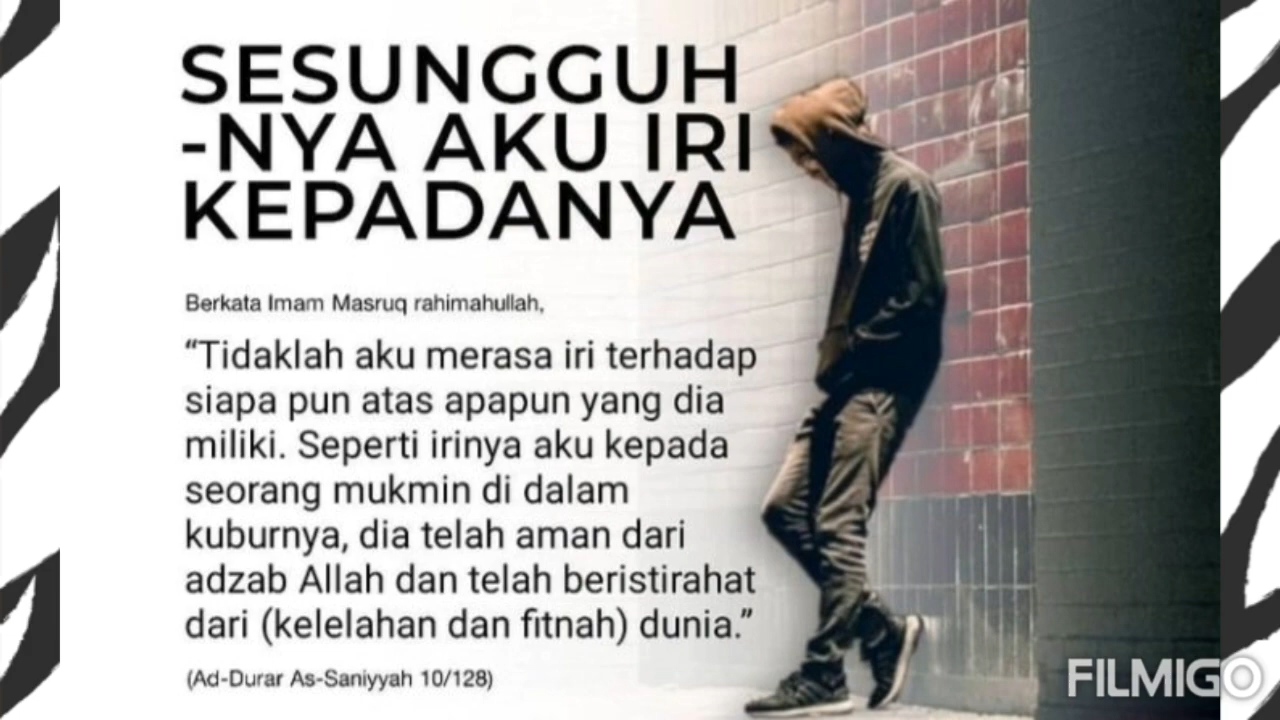 SESUNGGUH
-NYA AKU IRI
KEPADANYA
Berkata Imam Masruq rahimahullah,
“Tidaklah aku merasa iri terhadap
siapa pun atas apapun yang dia
miliki. Seperti irinya aku kepada
seorang mukmin di dalam
kuburnya, dia telah aman dari
adzab Allah dan telah beristirahat
dari (kelelahan dan fitnah) dunia.”
(Ad-Durar As-Saniyyah 10/128)
FILMIGO